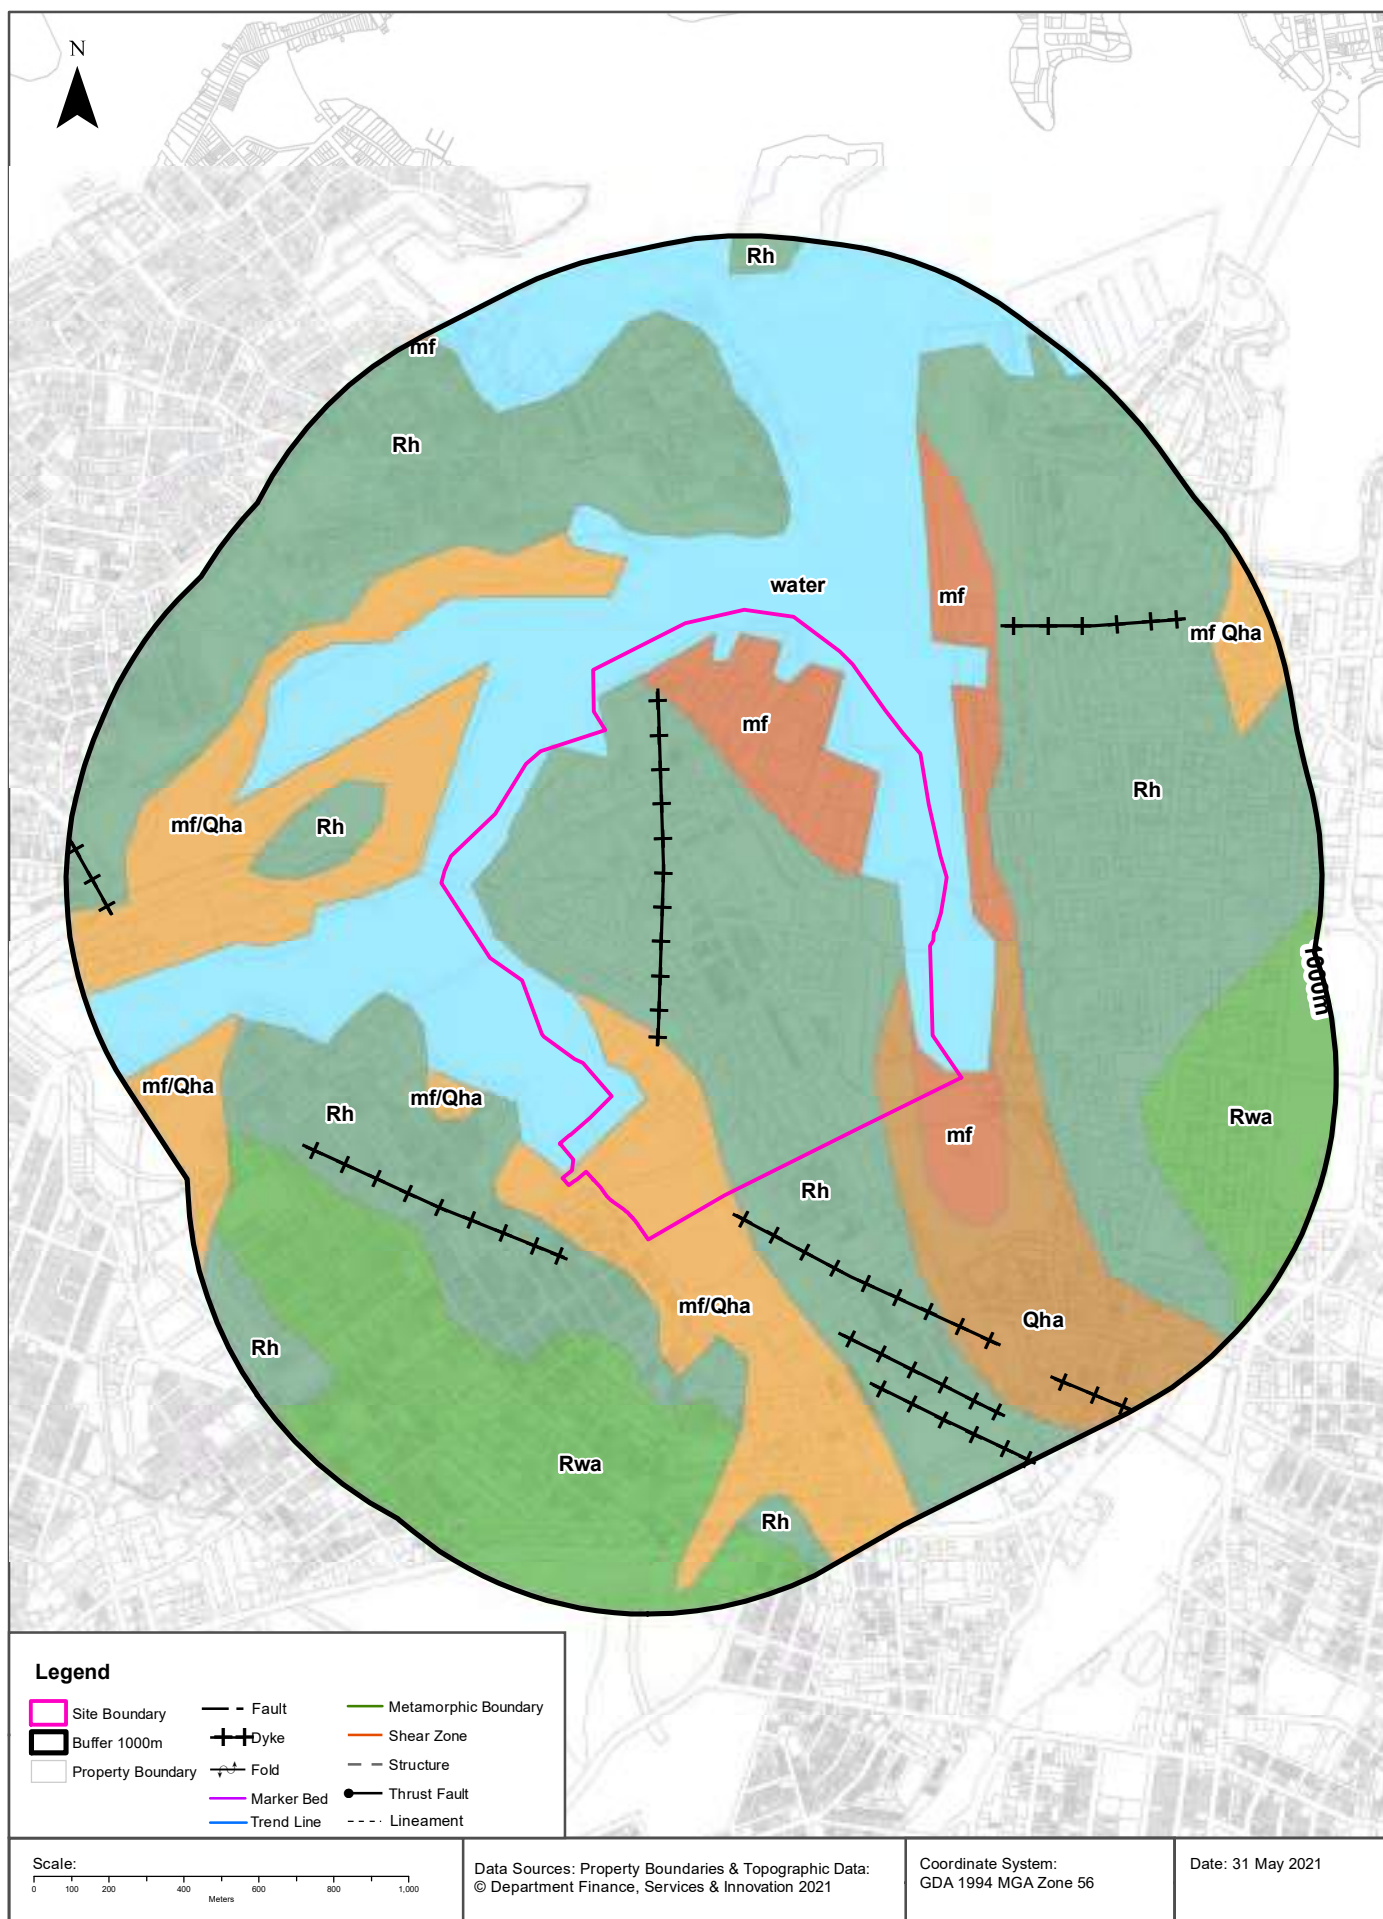 N
Rh
mf
Rh
water
mf
mf Qha
mf
Rh
mf/Qha
Rh
1000m
mf/Qha
mf/Qha
Rh
Rwa
mf
Rh
mf/Qha
Qha
Rh
Rwa
Rh
Legend
Site Boundary
Buffer 1000m
Property Boundary
Fault
Dyke
Fold
Marker Bed
Trend Line
Metamorphic Boundary
Shear Zone
Structure
Thrust Fault
Lineament
Scale:
0 100 200 400 600 800 1,000
Meters
Data Sources: Property Boundaries & Topographic Data:
© Department Finance, Services & Innovation 2021
Coordinate System:
GDA 1994 MGA Zone 56
Date: 31 May 2021